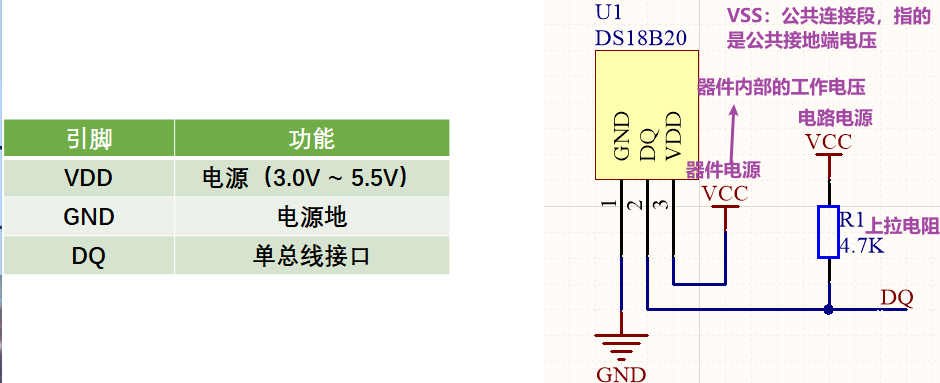 引脚 功能
VDD 电源（3.0V ~ 5.5V）
GND 电源地
DQ 单总线接口
U1
DS18B20
VSS：公共连接段，指的
是公共接地端电压
器件内部的工作电压
GND
DQ
VDD
器件电源
VCC
电路电源
VCC
1
2
3
R1
上拉电阻
4.7K
DQ
GND